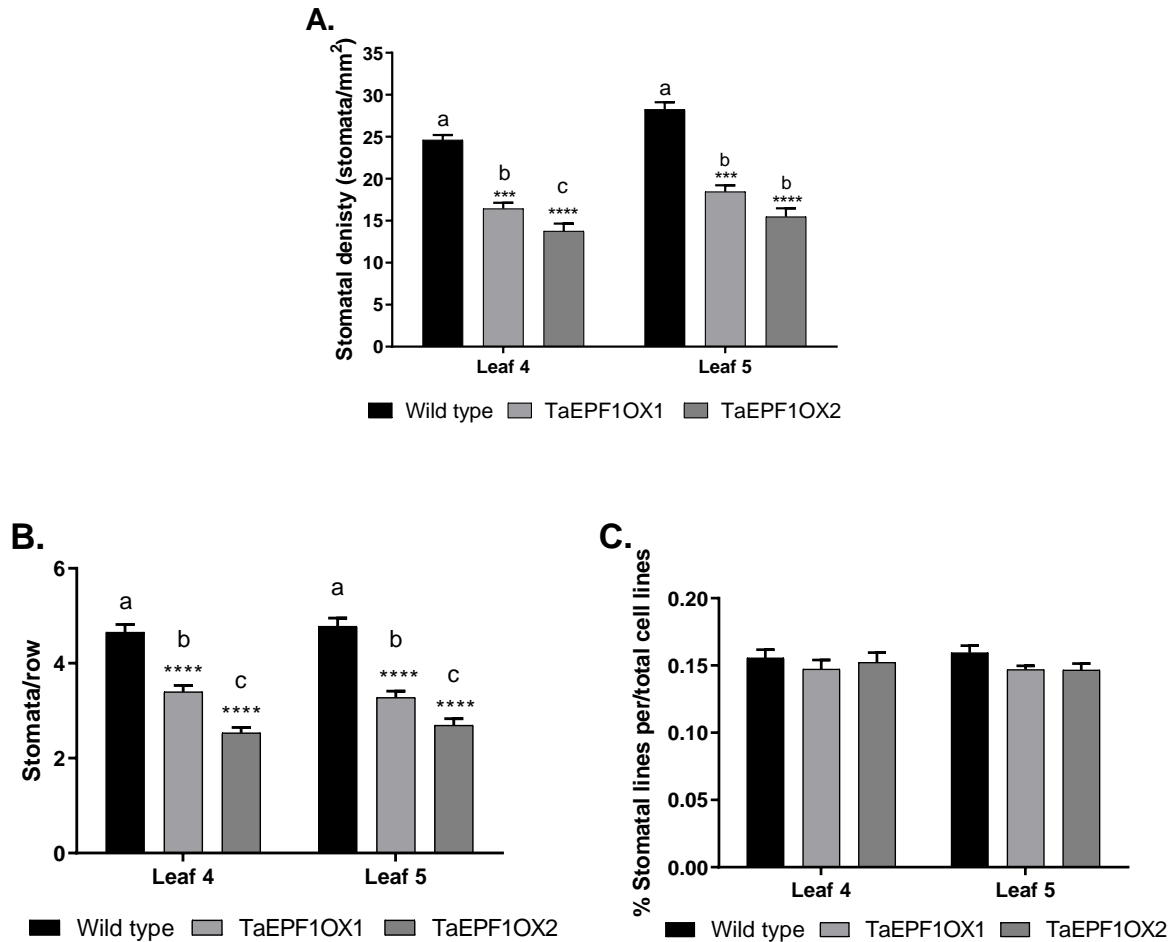 A.
Stomatal denisty (stomata/mm²)
35
30
25
20
15
10
5
0
a
b
***
c
****
a
b
***
b
****
Leaf 4 Leaf 5
Wild type TaEPF1OX1 TaEPF1OX2
B.
Stomata/row
6
4
2
0
a
b
****
c
****
a
b
****
c
****
Leaf 4 Leaf 5
Wild type TaEPF1OX1 TaEPF1OX2
C.
% Stomatal lines per/total cell lines
0.20
0.15
0.10
0.05
0.00
Leaf 4 Leaf 5
Wild type TaEPF1OX1 TaEPF1OX2